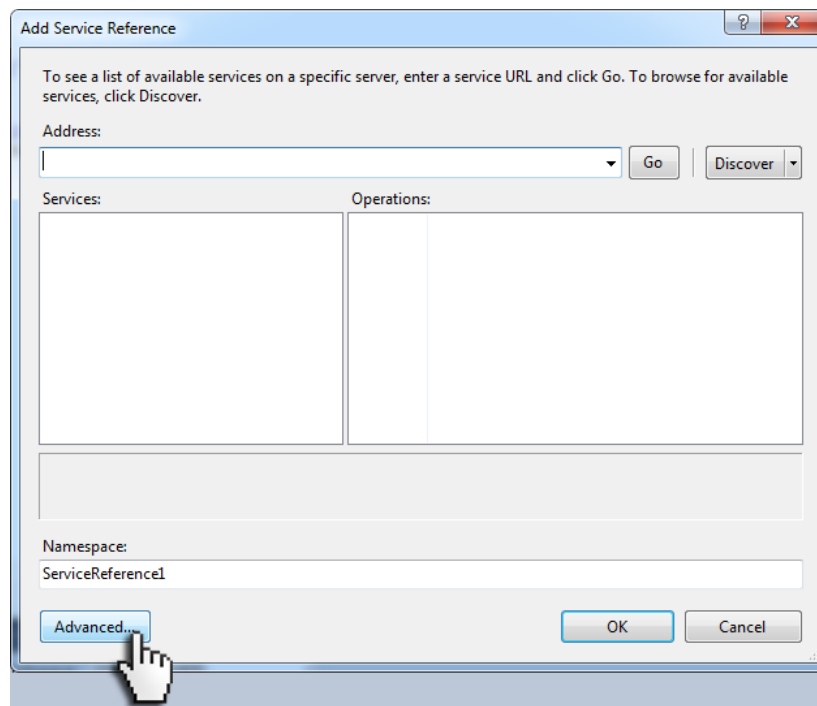 Add Service Reference
To see a list of available services on a specific server, enter a service URL and click Go. To browse for available
services, click Discover.
Address:
Go
Discover
Services:
Operations:
Namespace:
ServiceReference1
Advanced...
OK
Cancel